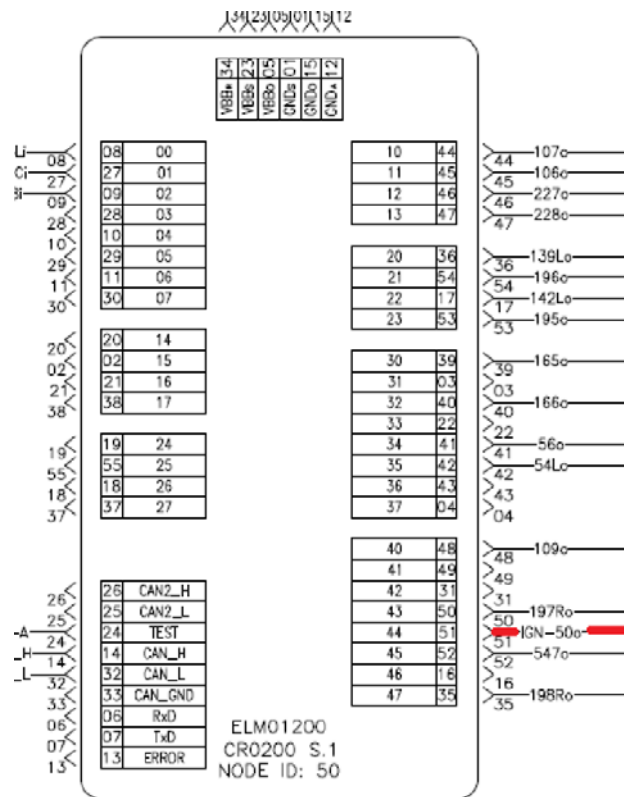 34 23 05 01 15 12
34 23 05 01 15 12
VBBs VBBo GNDs GNDo GNDA
08 08 00 10 44 44 107o
27 27 01 11 45 45 106o
09 09 02 12 46 46 227o
28 28 03 13 47 47 228o
10 10 04
29 29 05 20 36 36 139Lo
11 11 06 21 54 54 196o
30 30 07 22 17 17 142Lo
23 53 53 195o
20 20 14
02 02 15 30 39 39 165o
21 21 16 31 03 03
38 38 17 32 40 40 166o
33 22 22
19 19 24 34 41 41 56o
55 55 25 35 42 42 54Lo
18 18 26 36 43 43
37 37 27 37 04 04
40 48 48 109o
41 49 49
26 26 CAN2_H 42 31 31
25 25 CAN2_L 43 50 50 197Ro
-A 24 24 TEST 44 51 51 IGN-50o
_H 14 14 CAN_H 45 52 52 547o
_L 32 32 CAN_L 46 16 16
33 33 CAN_GND 47 35 35 198Ro
06 06 RxD
07 07 TxD
13 13 ERROR
ELM01200
CR0200 S.1
NODE ID: 50